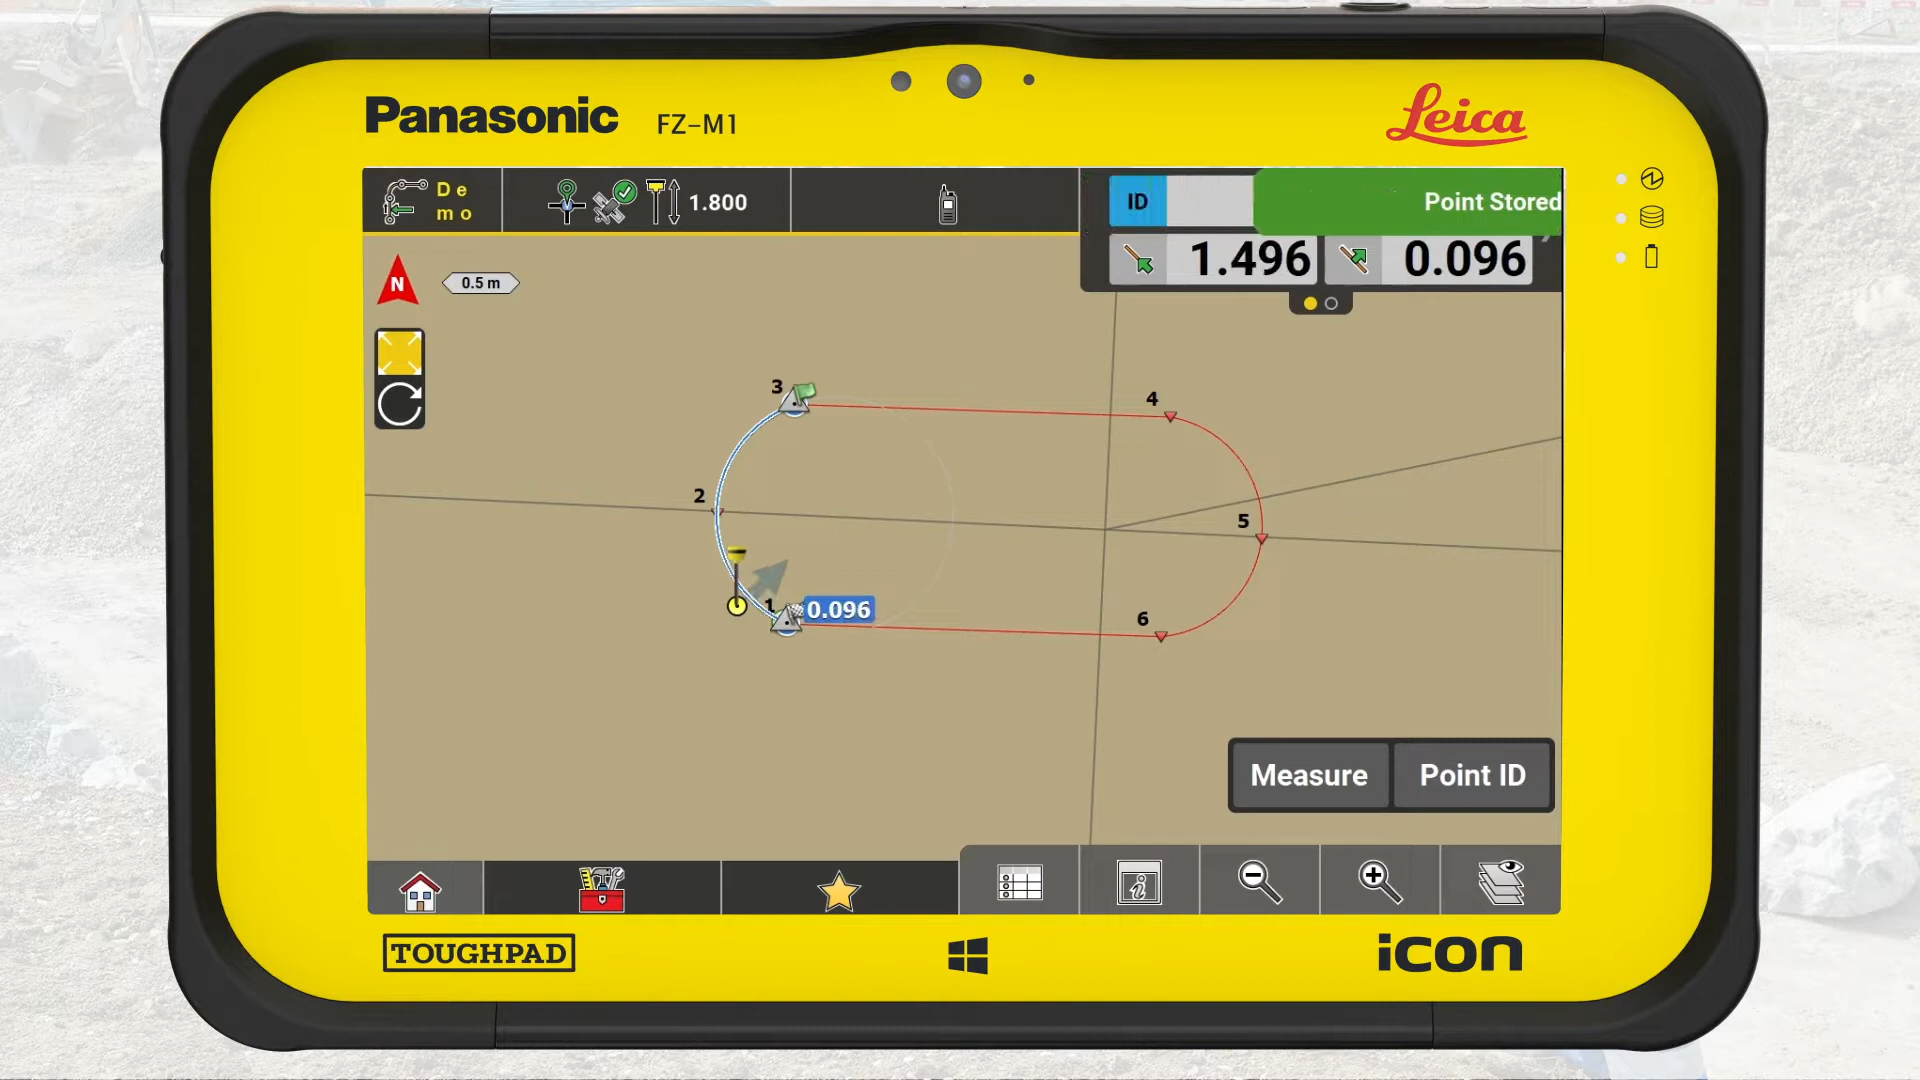 Panasonic FZ-M1
Leica
De
mo
1.800
ID
Point Stored
1.496
0.096
N
0.5 m
3
4
2
5
1
0.096
6
Measure
Point ID
TOUGHPAD
icon